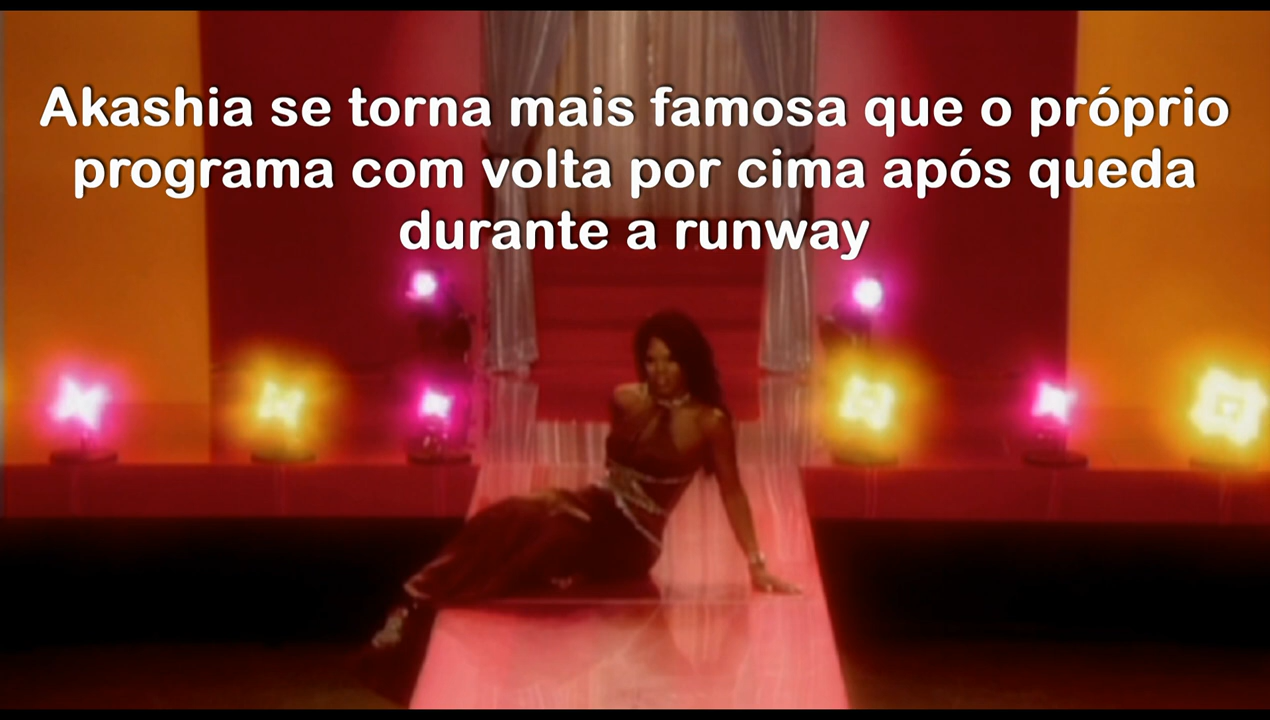 Akashia se torna mais famosa que o próprio
programa com volta por cima após queda
durante a runway